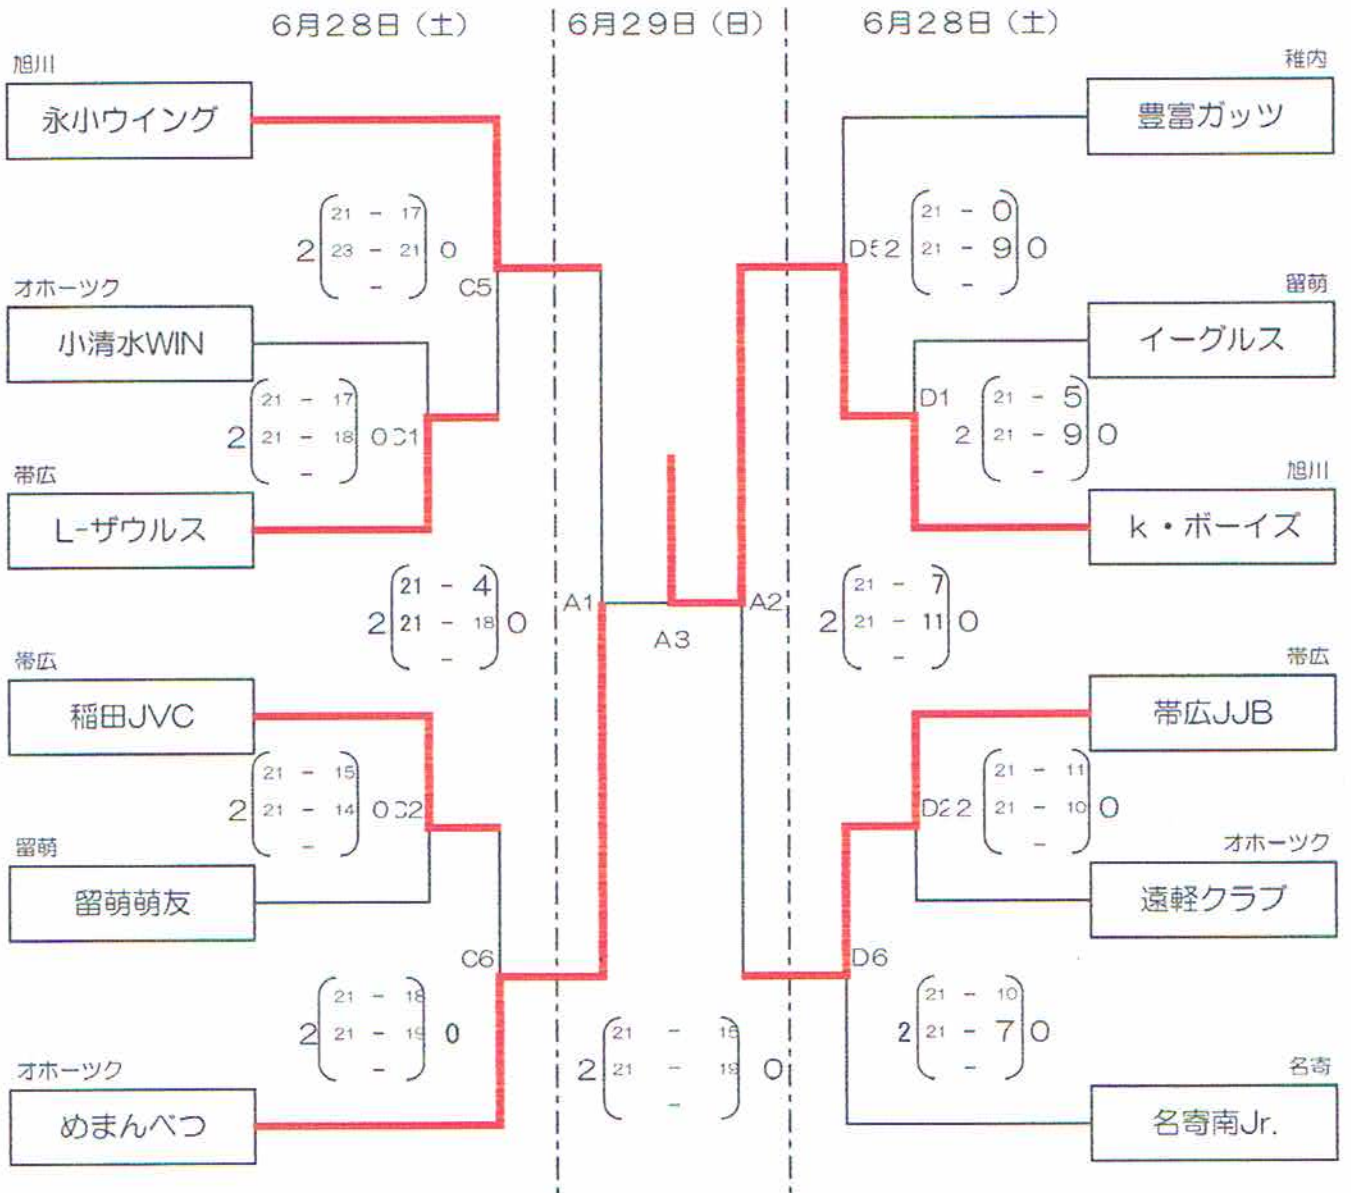 6月28日（土）
6月29日（日）
6月28日（土）
旭川
永小ウイング
21 - 17
2 23 - 21 0
-
C5
オホーツク
小清水WIN
21 - 17
2 21 - 18 0 C1
-
帯広
L-ザウルス
21 - 4
2 21 - 18 0
-
A1
帯広
稲田JVC
21 - 15
2 21 - 14 0 C2
-
留萌
留萌萌友
C6
21 - 18
2 21 - 19 0
-
オホーツク
めまんべつ
A3
21 - 15
2 21 - 19 0
-
稚内
豊富ガッツ
21 - 0
D5 2 21 - 9 0
-
留萌
イーグルス
D1
21 - 5
2 21 - 9 0
-
旭川
k・ボーイズ
A2
21 - 7
2 21 - 11 0
-
帯広
帯広JJB
21 - 11
D2 2 21 - 10 0
-
オホーツク
遠軽クラブ
D6
21 - 10
2 21 - 7 0
-
名寄
名寄南Jr.